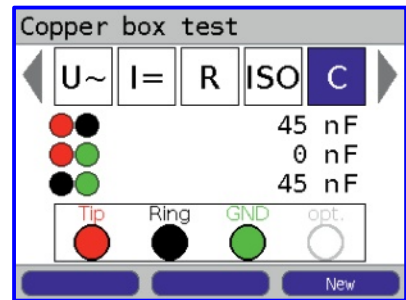 Copper box test
U~ I= R ISO C
45 nF
0 nF
45 nF
Tip Ring GND opt.
New